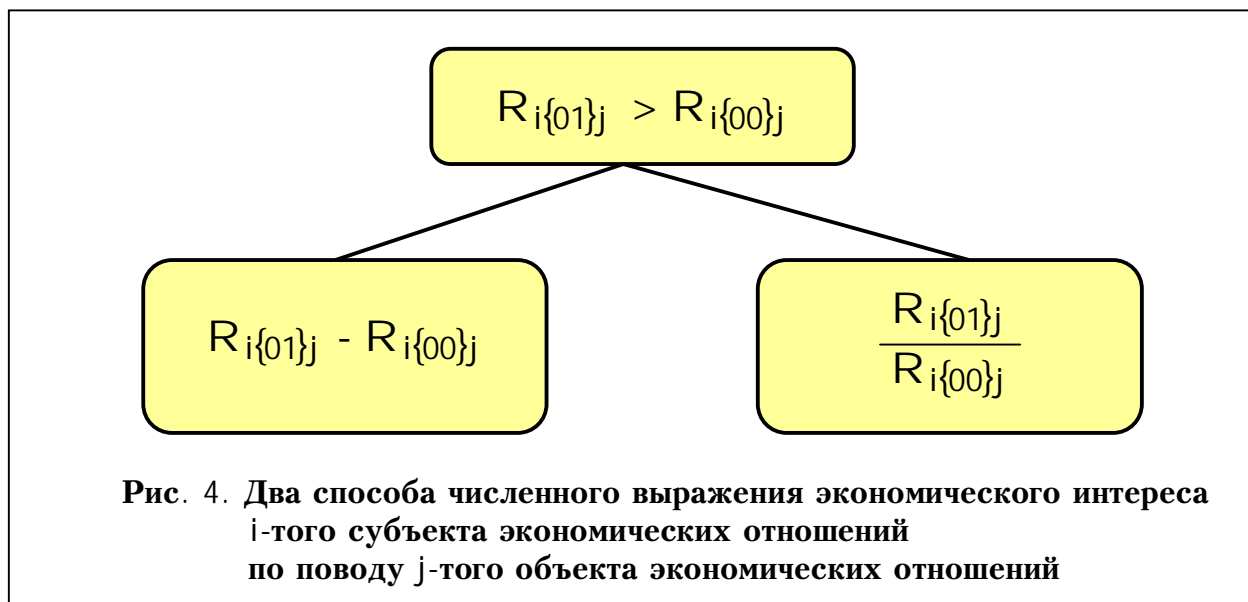 R i{01}j > R i{00}j
R i{01}j - R i{00}j
R i{01}j
R i{00}j
Рис. 4. Два способа численного выражения экономического интереса
i-того субъекта экономических отношений
по поводу j-того объекта экономических отношений